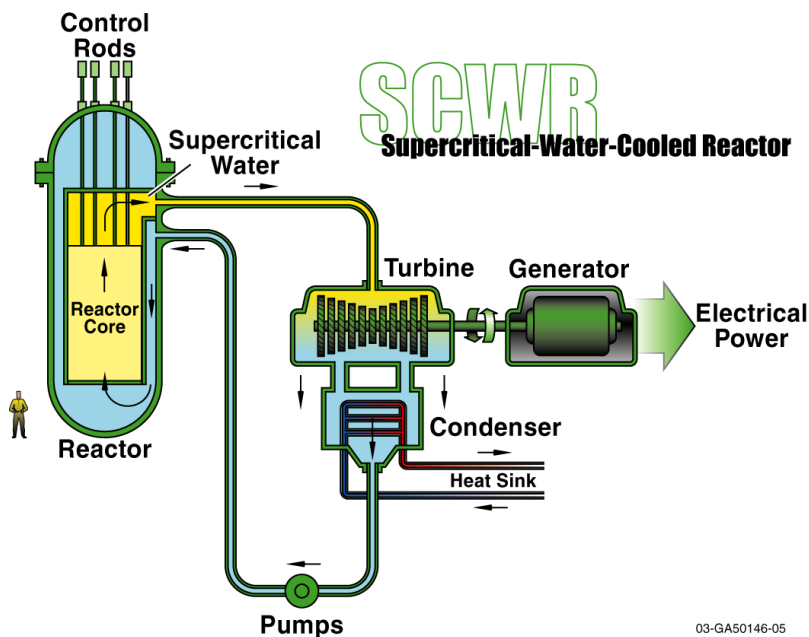 Control
Rods
SCWR
Supercritical-Water-Cooled Reactor
Supercritical
Water
Turbine
Generator
Electrical
Power
Reactor
Core
Reactor
Condenser
Heat Sink
Pumps
03-GA50146-05